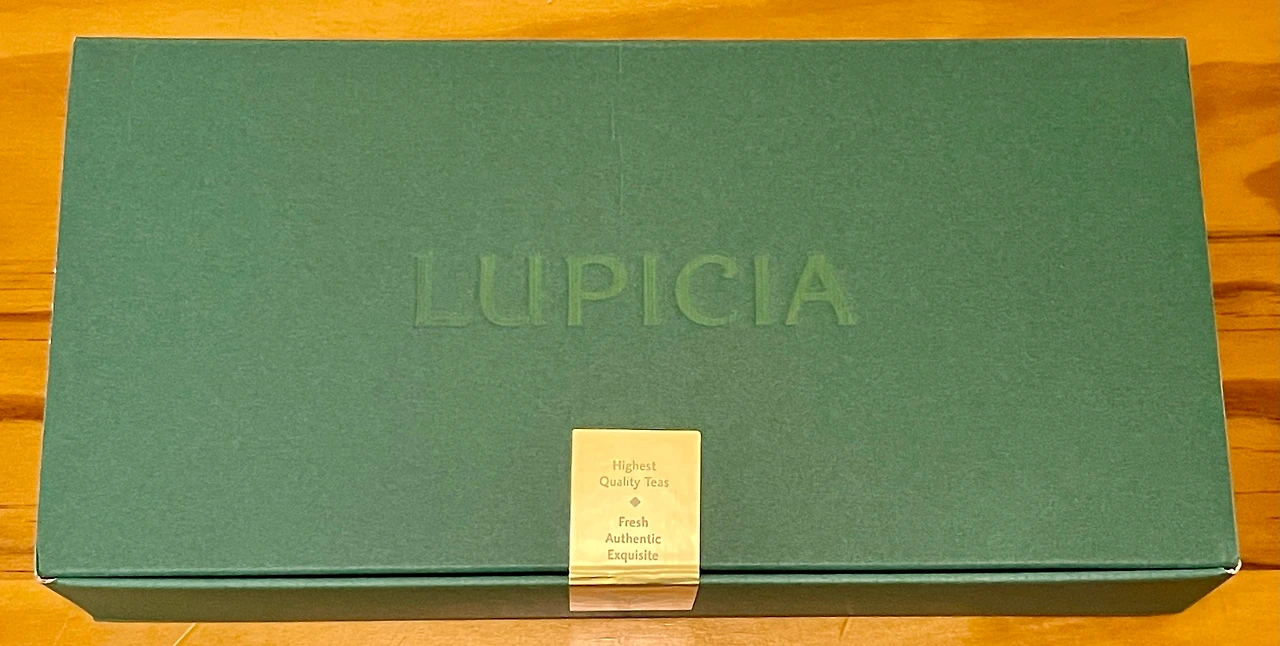 LUPICIA
Highest
Quality Teas
Fresh
Authentic
Exquisite